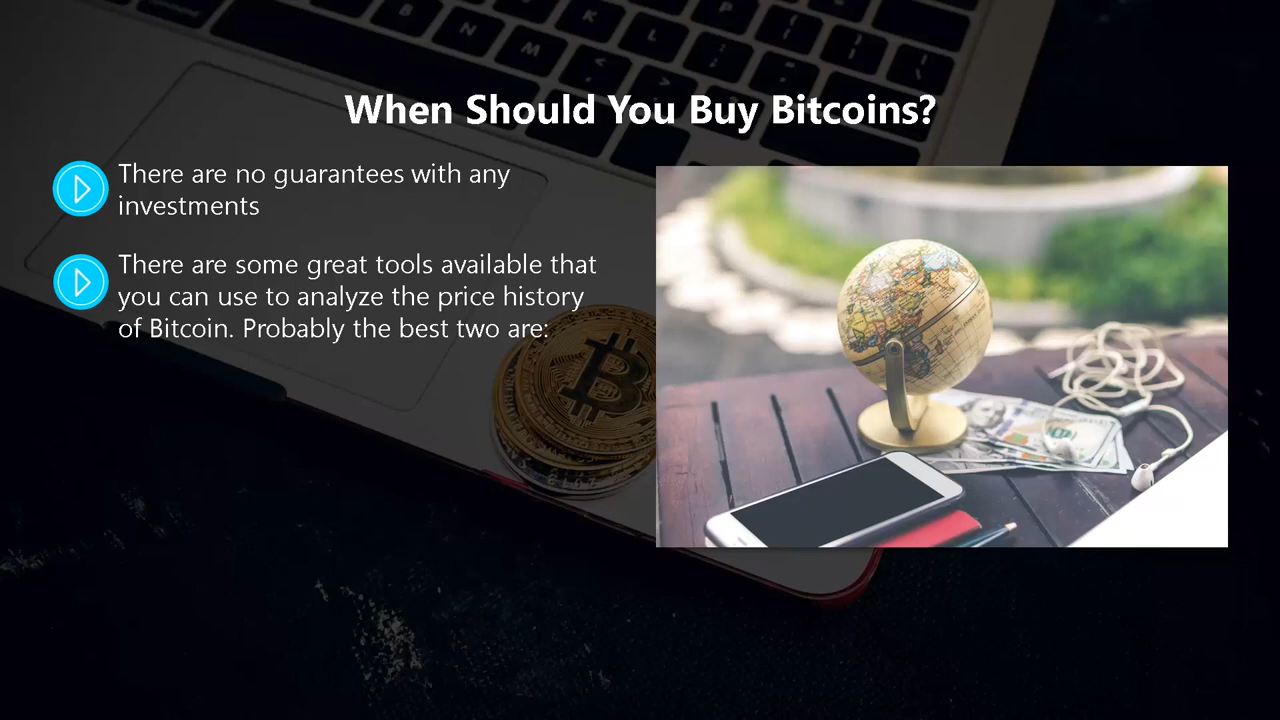 When Should You Buy Bitcoins?
There are no guarantees with any
investments
There are some great tools available that
you can use to analyze the price history
of Bitcoin. Probably the best two are:
B
K
L
N
M
P